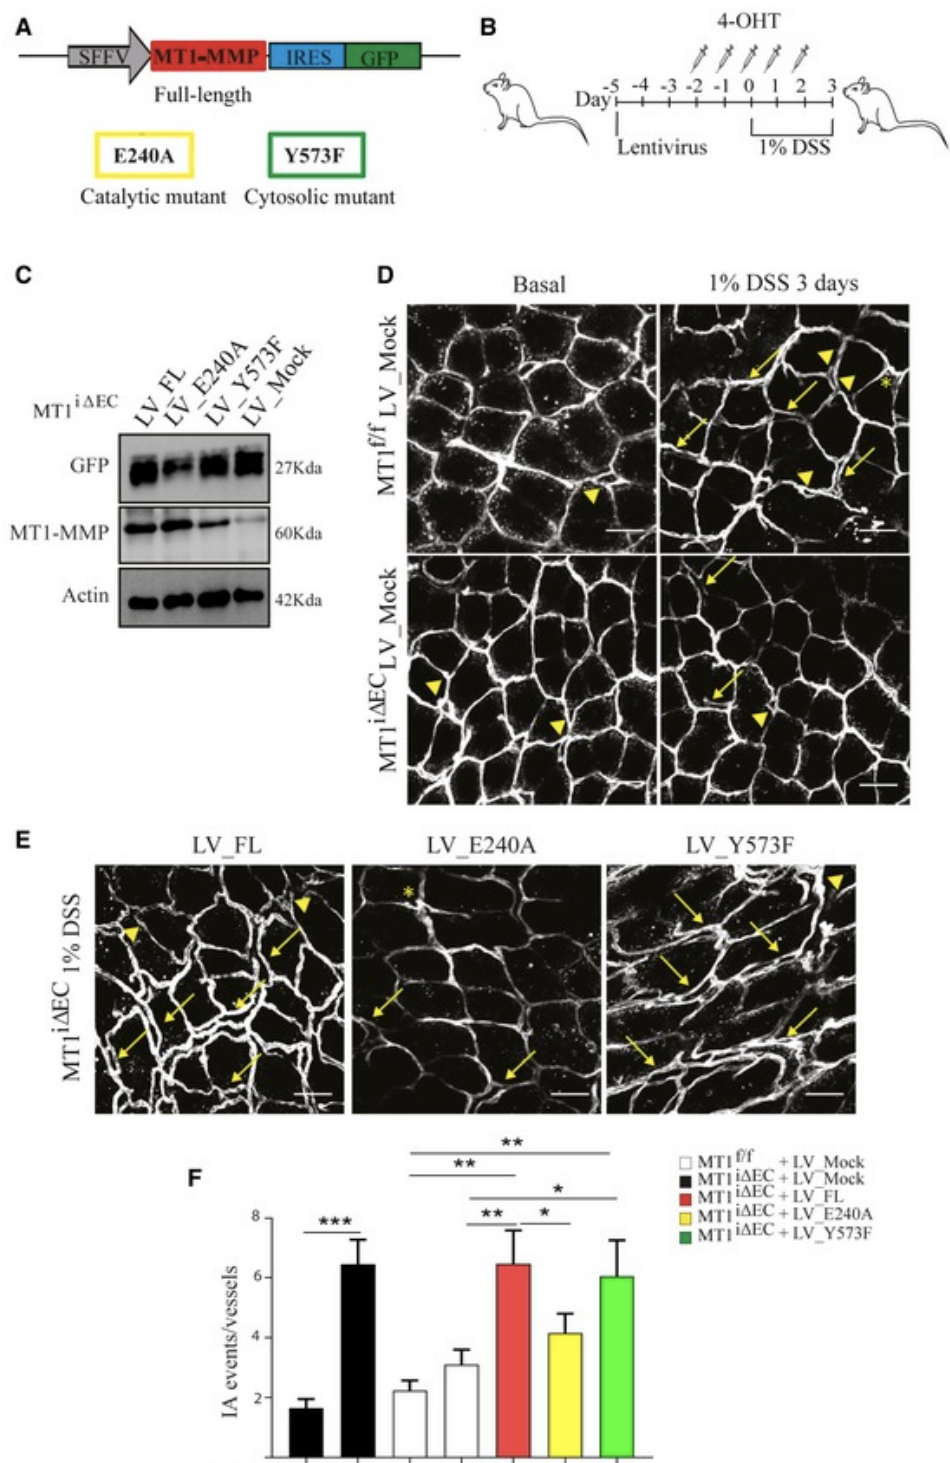 A
SFFV MT1-MMP IRES GFP
Full-length
E240A Y573F
Catalytic mutant Cytosolic mutant
B
4-OHT
Day -5 -4 -3 -2 -1 0 1 2 3
Lentivirus 1% DSS
C
MT1iΔEC LV_FL LV_E240A LV_Y573F LV_Mock
GFP 27Kda
MT1-MMP 60Kda
Actin 42Kda
D
Basal 1% DSS 3 days
MT1f/f LV_Mock
MT1iΔEC LV_Mock
*
E
LV_FL LV_E240A LV_Y573F
MT1iΔEC 1% DSS
*
F
**
**
*
*** ** *
IA events/vessels
8
6
4
2
MT1f/f + LV_Mock
MT1iΔEC + LV_Mock
MT1iΔEC + LV_FL
MT1iΔEC + LV_E240A
MT1iΔEC + LV_Y573F